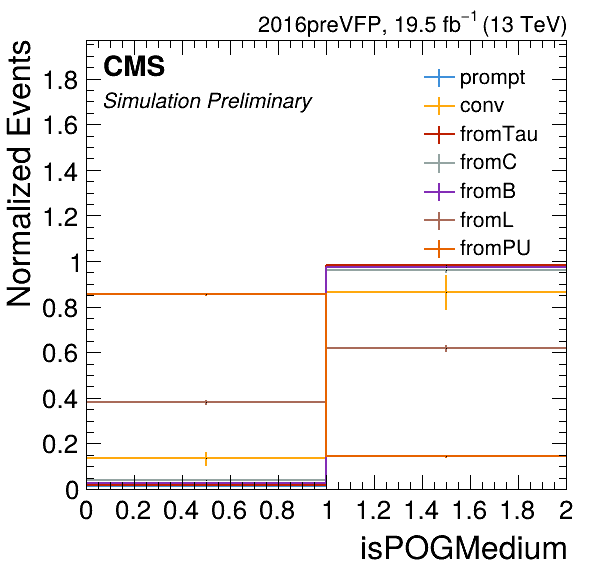 2016preVFP, 19.5 fb⁻¹ (13 TeV)
CMS
Simulation Preliminary
prompt
conv
fromTau
fromC
fromB
fromL
fromPU
Normalized Events
1.8
1.6
1.4
1.2
1
0.8
0.6
0.4
0.2
0
0 0.2 0.4 0.6 0.8 1 1.2 1.4 1.6 1.8 2
isPOGMedium